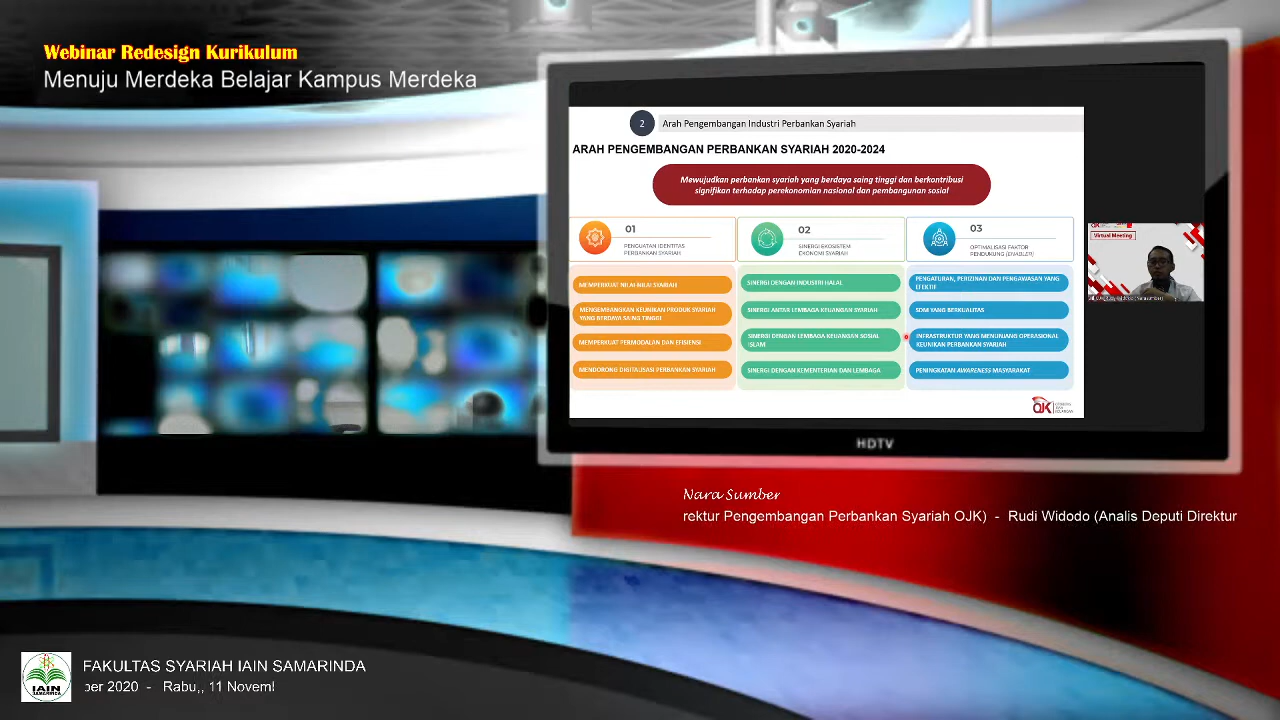 Webinar Redesign Kurikulum
Menuju Merdeka Belajar Kampus Merdeka
2
Arah Pengembangan Industri Perbankan Syariah
ARAH PENGEMBANGAN PERBANKAN SYARIAH 2020-2024
Mewujudkan perbankan syariah yang berdaya saing tinggi dan berkontribusi
signifikan terhadap perekonomian nasional dan pembangunan sosial
01
PENGUATAN IDENTITAS
PERBANKAN SYARIAH
MEMPERKUAT NILAI-NILAI SYARIAH
MENGEMBANGKAN KEUNIKAN PRODUK SYARIAH
YANG BERDAYA SAING TINGGI
MEMPERKUAT PERMODALAN DAN EFISIENSI
MENDORONG DIGITALISASI PERBANKAN SYARIAH
02
SINERGI EKOSISTEM
EKONOMI SYARIAH
SINERGI DENGAN INDUSTRI HALAL
SINERGI ANTAR LEMBAGA KEUANGAN SYARIAH
SINERGI DENGAN LEMBAGA KEUANGAN SOSIAL
ISLAM
SINERGI DENGAN KEMENTERIAN DAN LEMBAGA
03
OPTIMALISASI FAKTOR
PENDUKUNG (ENABLER)
PENGATURAN, PERIZINAN DAN PENGAWASAN YANG
EFEKTIF
SDM YANG BERKUALITAS
INFRASTRUKTUR YANG MENUNJANG OPERASIONAL
KEUNIKAN PERBANKAN SYARIAH
PENINGKATAN AWARENESS MASYARAKAT
OJK
OTORITAS
JASA
KEUANGAN
Virtual Meeting
HDTV
Nara Sumber
rektur Pengembangan Perbankan Syariah OJK) - Rudi Widodo (Analis Deputi Direktur
IAIN
SAMARINDA
FAKULTAS SYARIAH IAIN SAMARINDA
ber 2020 - Rabu,, 11 Novem